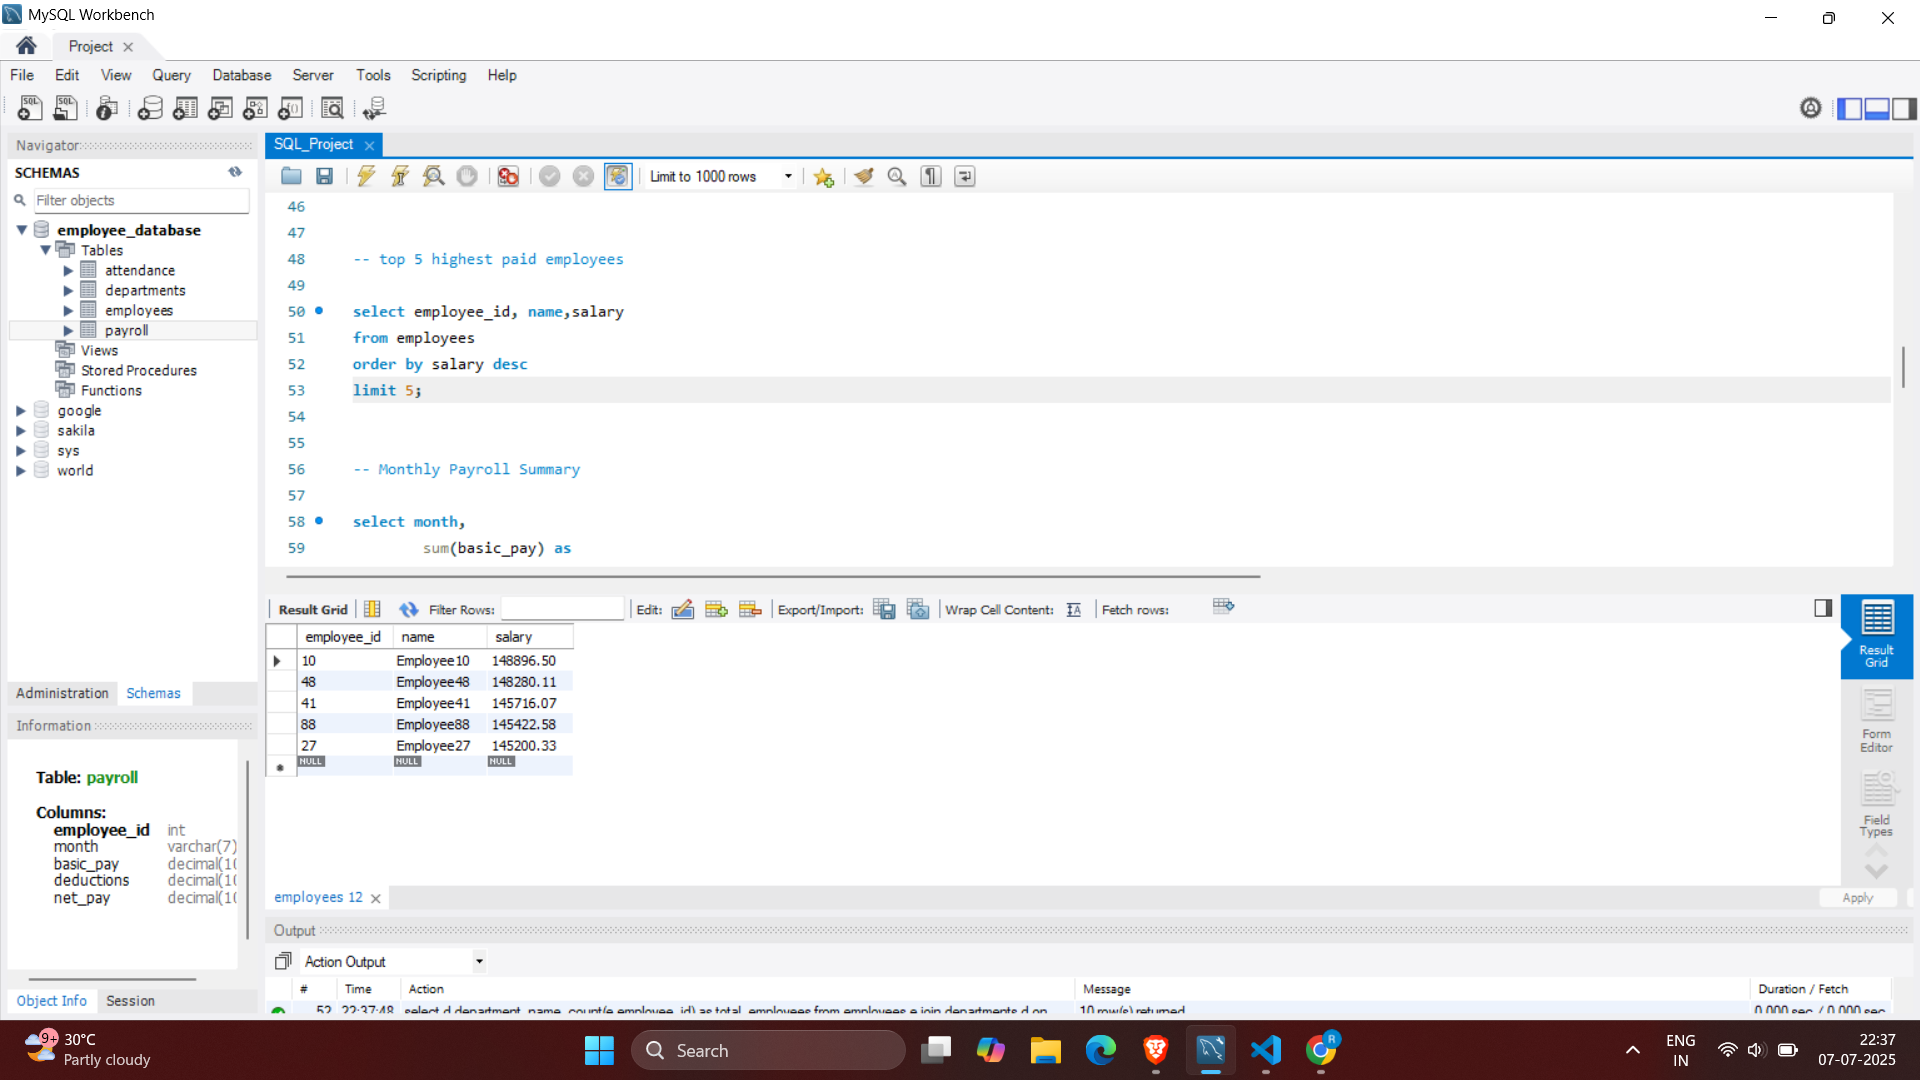 MySQL Workbench
Project
File Edit View Query Database Server Tools Scripting Help
Navigator
SCHEMAS
Filter objects
employee_database
Tables
attendance
departments
employees
payroll
Views
Stored Procedures
Functions
google
sakila
sys
world
Administration Schemas
Information
Table: payroll
Columns:
employee_id int
month varchar(7)
basic_pay decimal(10
deductions decimal(10
net_pay decimal(10
Object Info Session
SQL_Project
Limit to 1000 rows
46
47
48 -- top 5 highest paid employees
49
50 select employee_id, name,salary
51 from employees
52 order by salary desc
53 limit 5;
54
55
56 -- Monthly Payroll Summary
57
58 select month,
59 sum(basic_pay) as
Result Grid Filter Rows: Edit: Export/Import: Wrap Cell Content: Fetch rows:
employee_id name salary
10 Employee10 148896.50
48 Employee48 148280.11
41 Employee41 145716.07
88 Employee88 145422.58
27 Employee27 145200.33
NULL NULL NULL
Result
Grid
Form
Editor
Field
Types
employees 12
Apply
Output
Action Output
# Time Action Message Duration / Fetch
52 22:37:48 select d.department_name, count(e.employee_id) as total_employees from employees e join departments d on 10 row(s) returned 0.000 sec / 0.000 sec
9+ 30°C
Partly cloudy
Search
R
ENG
IN
22:37
07-07-2025